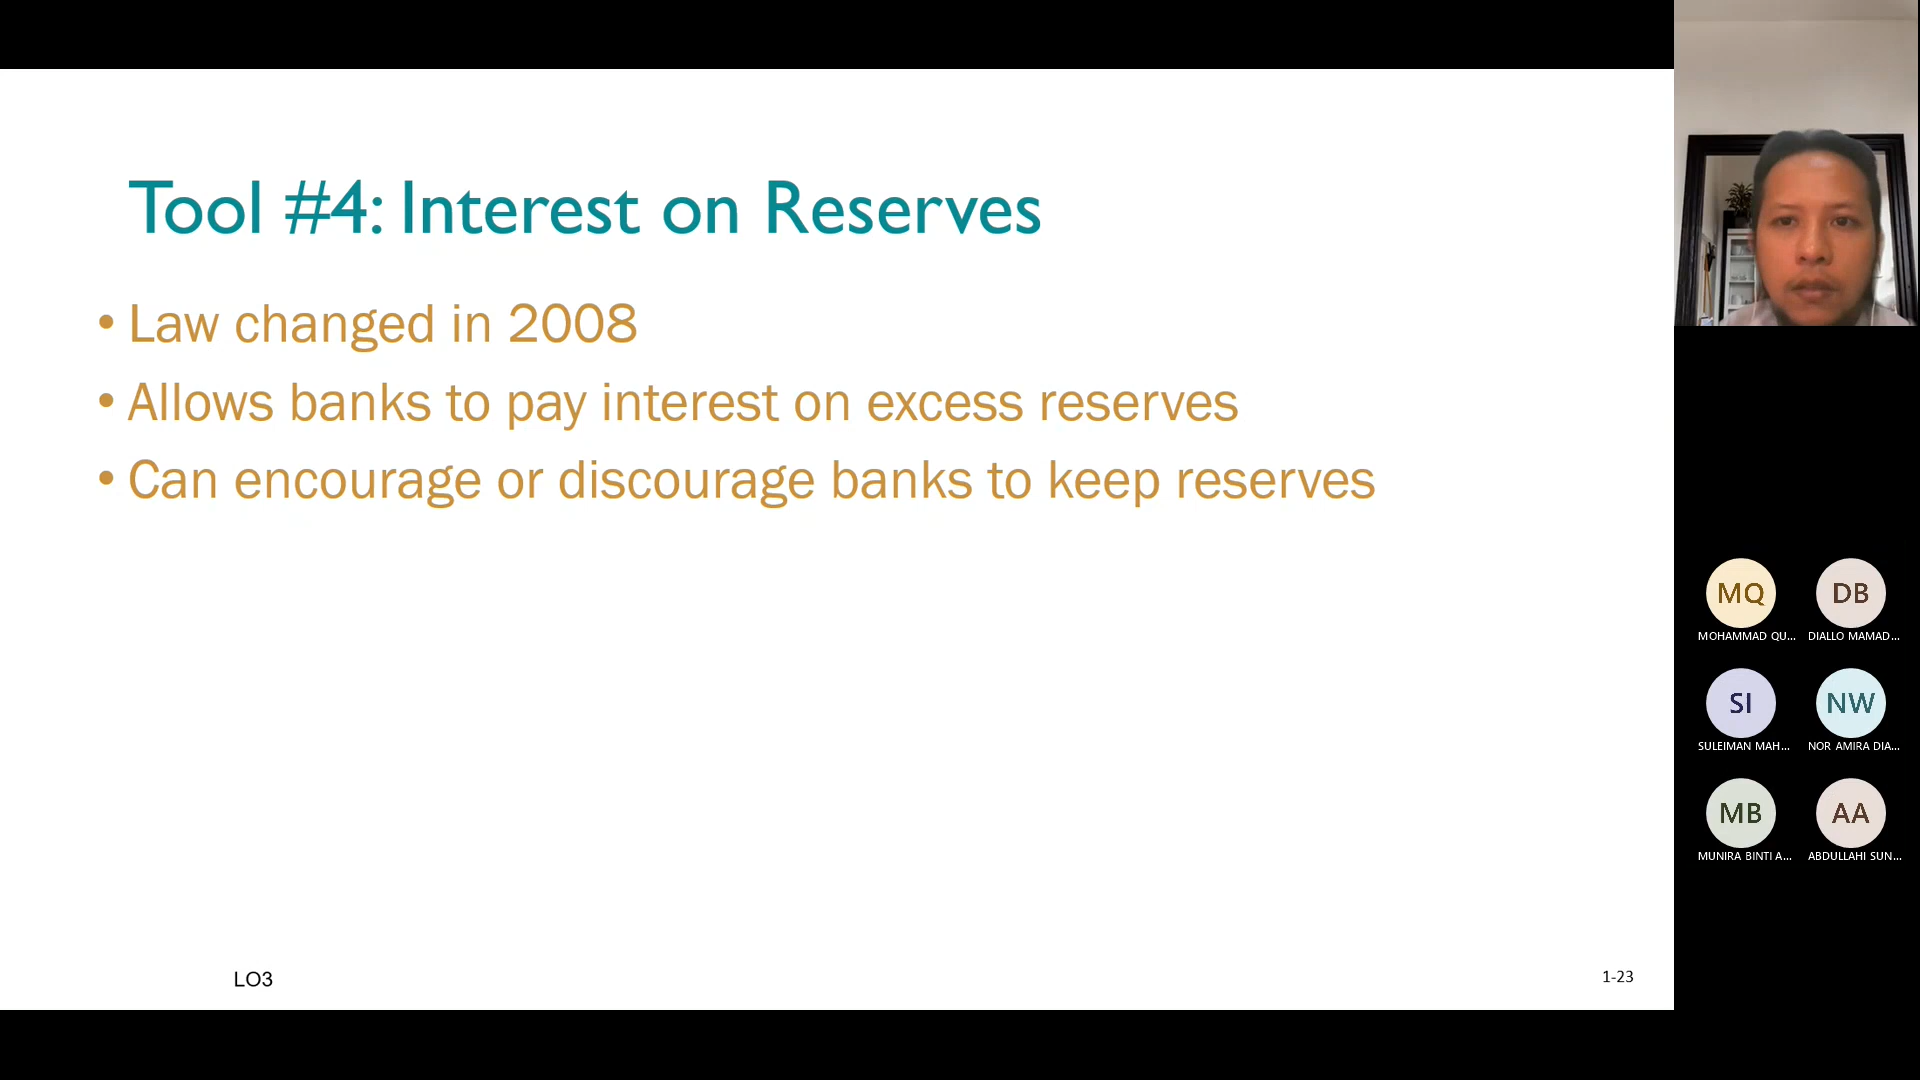 Tool #4: Interest on Reserves
• Law changed in 2008
• Allows banks to pay interest on excess reserves
• Can encourage or discourage banks to keep reserves
LO3
1-23
MQ
MOHAMMAD QU...
DB
DIALLO MAMAD...
SI
SULEIMAN MAH...
NW
NOR AMIRA DIA...
MB
MUNIRA BINTI A...
AA
ABDULLAHI SUN...